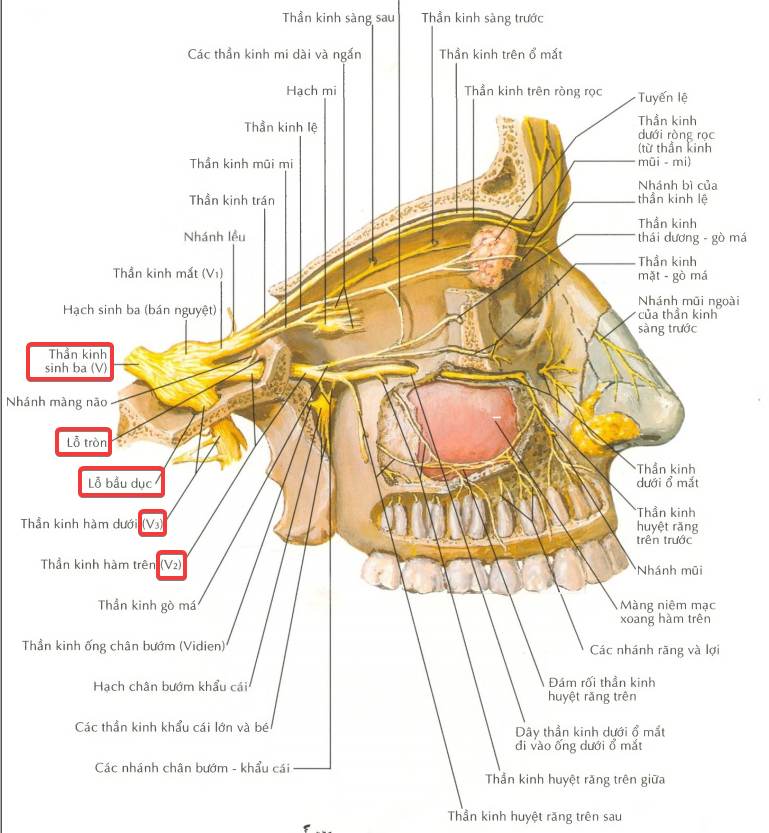 Thần kinh sàng sau
Thần kinh sàng trước
Các thần kinh mi dài và ngắn
Thần kinh trên ổ mắt
Hạch mi
Thần kinh trên ròng rọc
Thần kinh lệ
Thần kinh mũi mi
Thần kinh trán
Nhánh lều
Thần kinh mắt (V1)
Hạch sinh ba (bán nguyệt)
Thần kinh
sinh ba (V)
Nhánh màng não
Lỗ tròn
Lỗ bầu dục
Thần kinh hàm dưới (V3)
Thần kinh hàm trên (V2)
Thần kinh gò má
Thần kinh ống chân bướm (Vidien)
Hạch chân bướm khẩu cái
Các thần kinh khẩu cái lớn và bé
Các nhánh chân bướm - khẩu cái
Tuyến lệ
Thần kinh
dưới ròng rọc
(từ thần kinh
mũi - mi)
Nhánh bì của
thần kinh lệ
Thần kinh
thái dương - gò má
Thần kinh
mặt - gò má
Nhánh mũi ngoài
của thần kinh
sàng trước
Thần kinh
dưới ổ mắt
Thần kinh
huyệt răng
trên trước
Nhánh mũi
Màng niêm mạc
xoang hàm trên
Các nhánh răng và lợi
Đám rối thần kinh
huyệt răng trên
Dây thần kinh dưới ổ mắt
đi vào ống dưới ổ mắt
Thần kinh huyệt răng trên giữa
Thần kinh huyệt răng trên sau